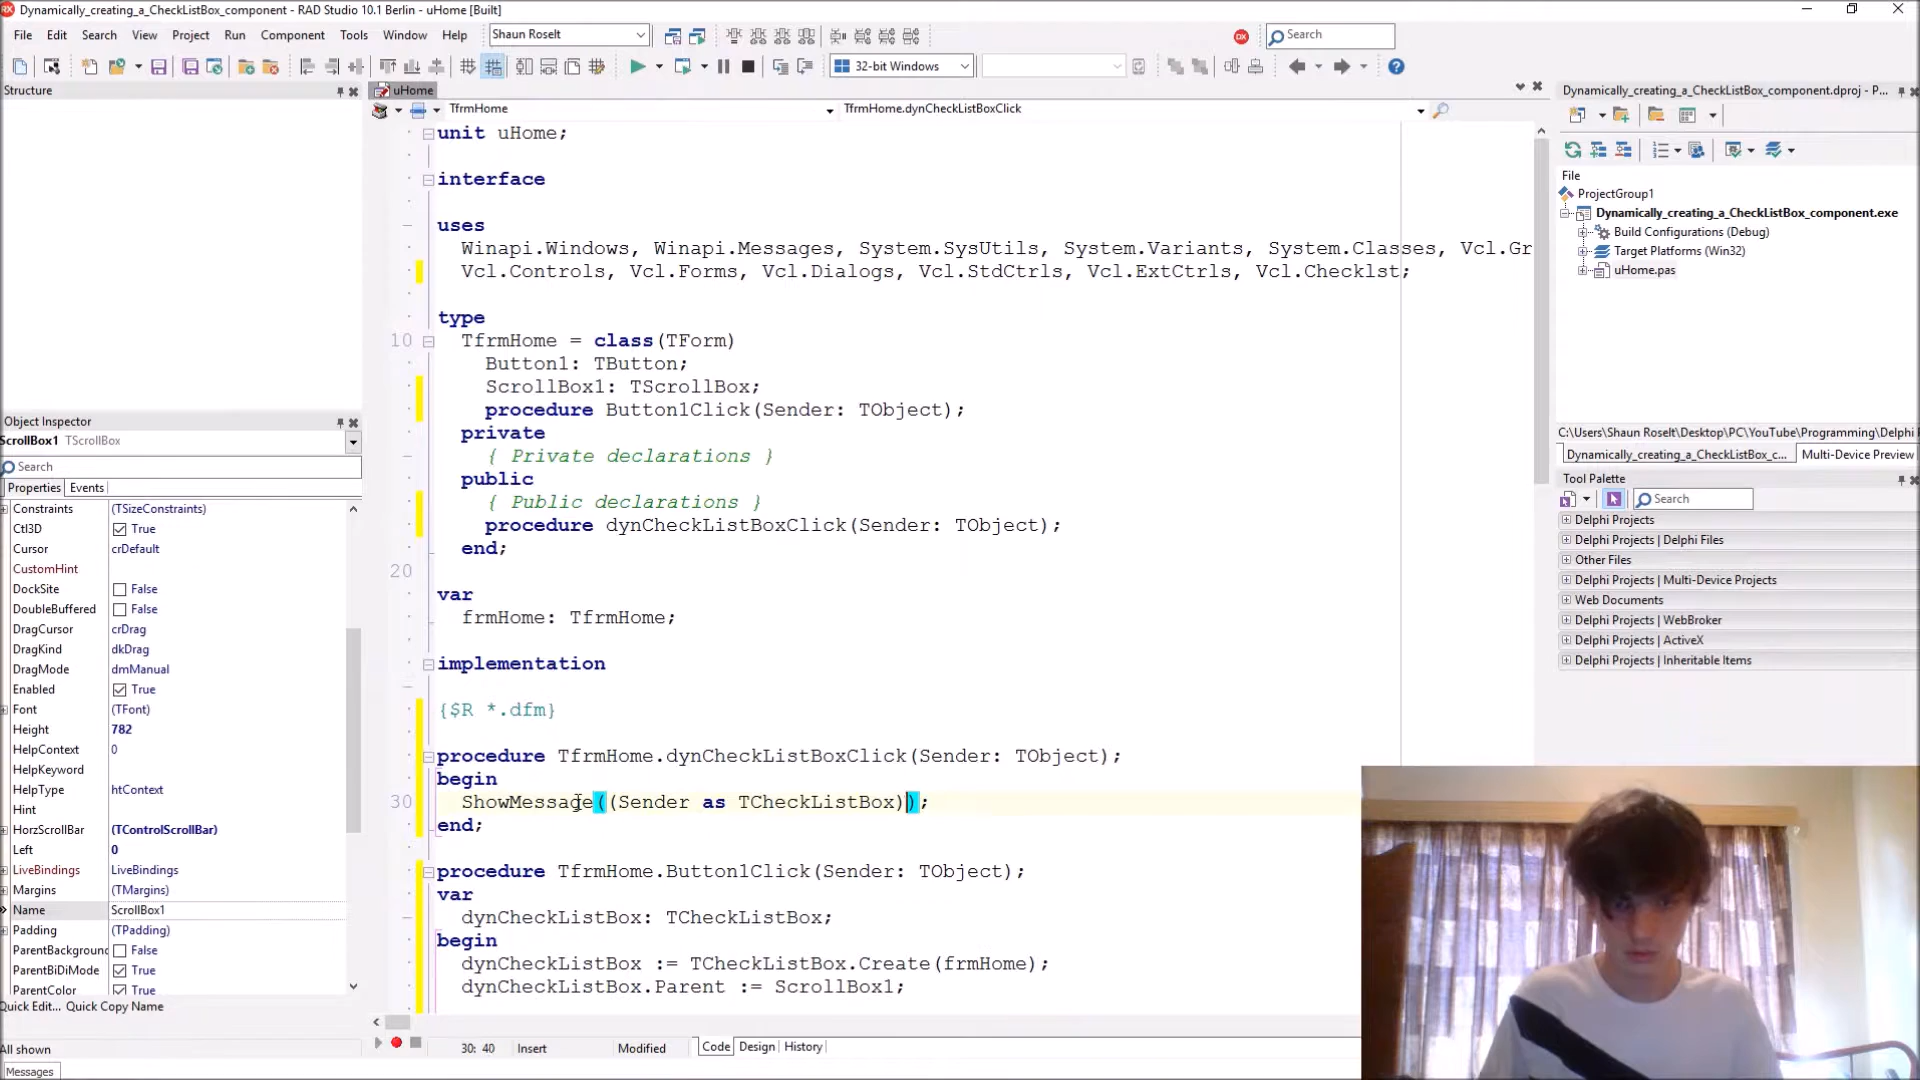 Dynamically_creating_a_CheckListBox_component - RAD Studio 10.1 Berlin - uHome [Built]
File Edit Search View Project Run Component Tools Window Help Shaun Roselt Search
32-bit Windows
Structure
uHome
TfrmHome TfrmHome.dynCheckListBoxClick
unit uHome;
interface
uses
Winapi.Windows, Winapi.Messages, System.SysUtils, System.Variants, System.Classes, Vcl.Gr
Vcl.Controls, Vcl.Forms, Vcl.Dialogs, Vcl.StdCtrls, Vcl.ExtCtrls, Vcl.Checklst;
type
10 TfrmHome = class(TForm)
Button1: TButton;
ScrollBox1: TScrollBox;
procedure Button1Click(Sender: TObject);
private
{ Private declarations }
public
{ Public declarations }
procedure dynCheckListBoxClick(Sender: TObject);
end;
20
var
frmHome: TfrmHome;
implementation
{$R *.dfm}
procedure TfrmHome.dynCheckListBoxClick(Sender: TObject);
begin
30 ShowMessage((Sender as TCheckListBox));
end;
procedure TfrmHome.Button1Click(Sender: TObject);
var
dynCheckListBox: TCheckListBox;
begin
dynCheckListBox := TCheckListBox.Create(frmHome);
dynCheckListBox.Parent := ScrollBox1;
30: 40 Insert Modified Code Design History
Object Inspector
ScrollBox1 TScrollBox
Search
Properties Events
Constraints (TSizeConstraints)
Ctl3D True
Cursor crDefault
CustomHint
DockSite False
DoubleBuffered False
DragCursor crDrag
DragKind dkDrag
DragMode dmManual
Enabled True
Font (TFont)
Height 782
HelpContext 0
HelpKeyword
HelpType htContext
Hint
HorzScrollBar (TControlScrollBar)
Left 0
LiveBindings LiveBindings
Margins (TMargins)
Name ScrollBox1
Padding (TPadding)
ParentBackground False
ParentBiDiMode True
ParentColor True
Quick Edit... Quick Copy Name
All shown
Messages
Dynamically_creating_a_CheckListBox_component.dproj - P...
File
ProjectGroup1
Dynamically_creating_a_CheckListBox_component.exe
Build Configurations (Debug)
Target Platforms (Win32)
uHome.pas
C:\Users\Shaun Roselt\Desktop\PC\YouTube\Programming\Delphi
Dynamically_creating_a_CheckListBox_c... Multi-Device Preview
Tool Palette
Search
Delphi Projects
Delphi Projects | Delphi Files
Other Files
Delphi Projects | Multi-Device Projects
Web Documents
Delphi Projects | WebBroker
Delphi Projects | ActiveX
Delphi Projects | Inheritable Items